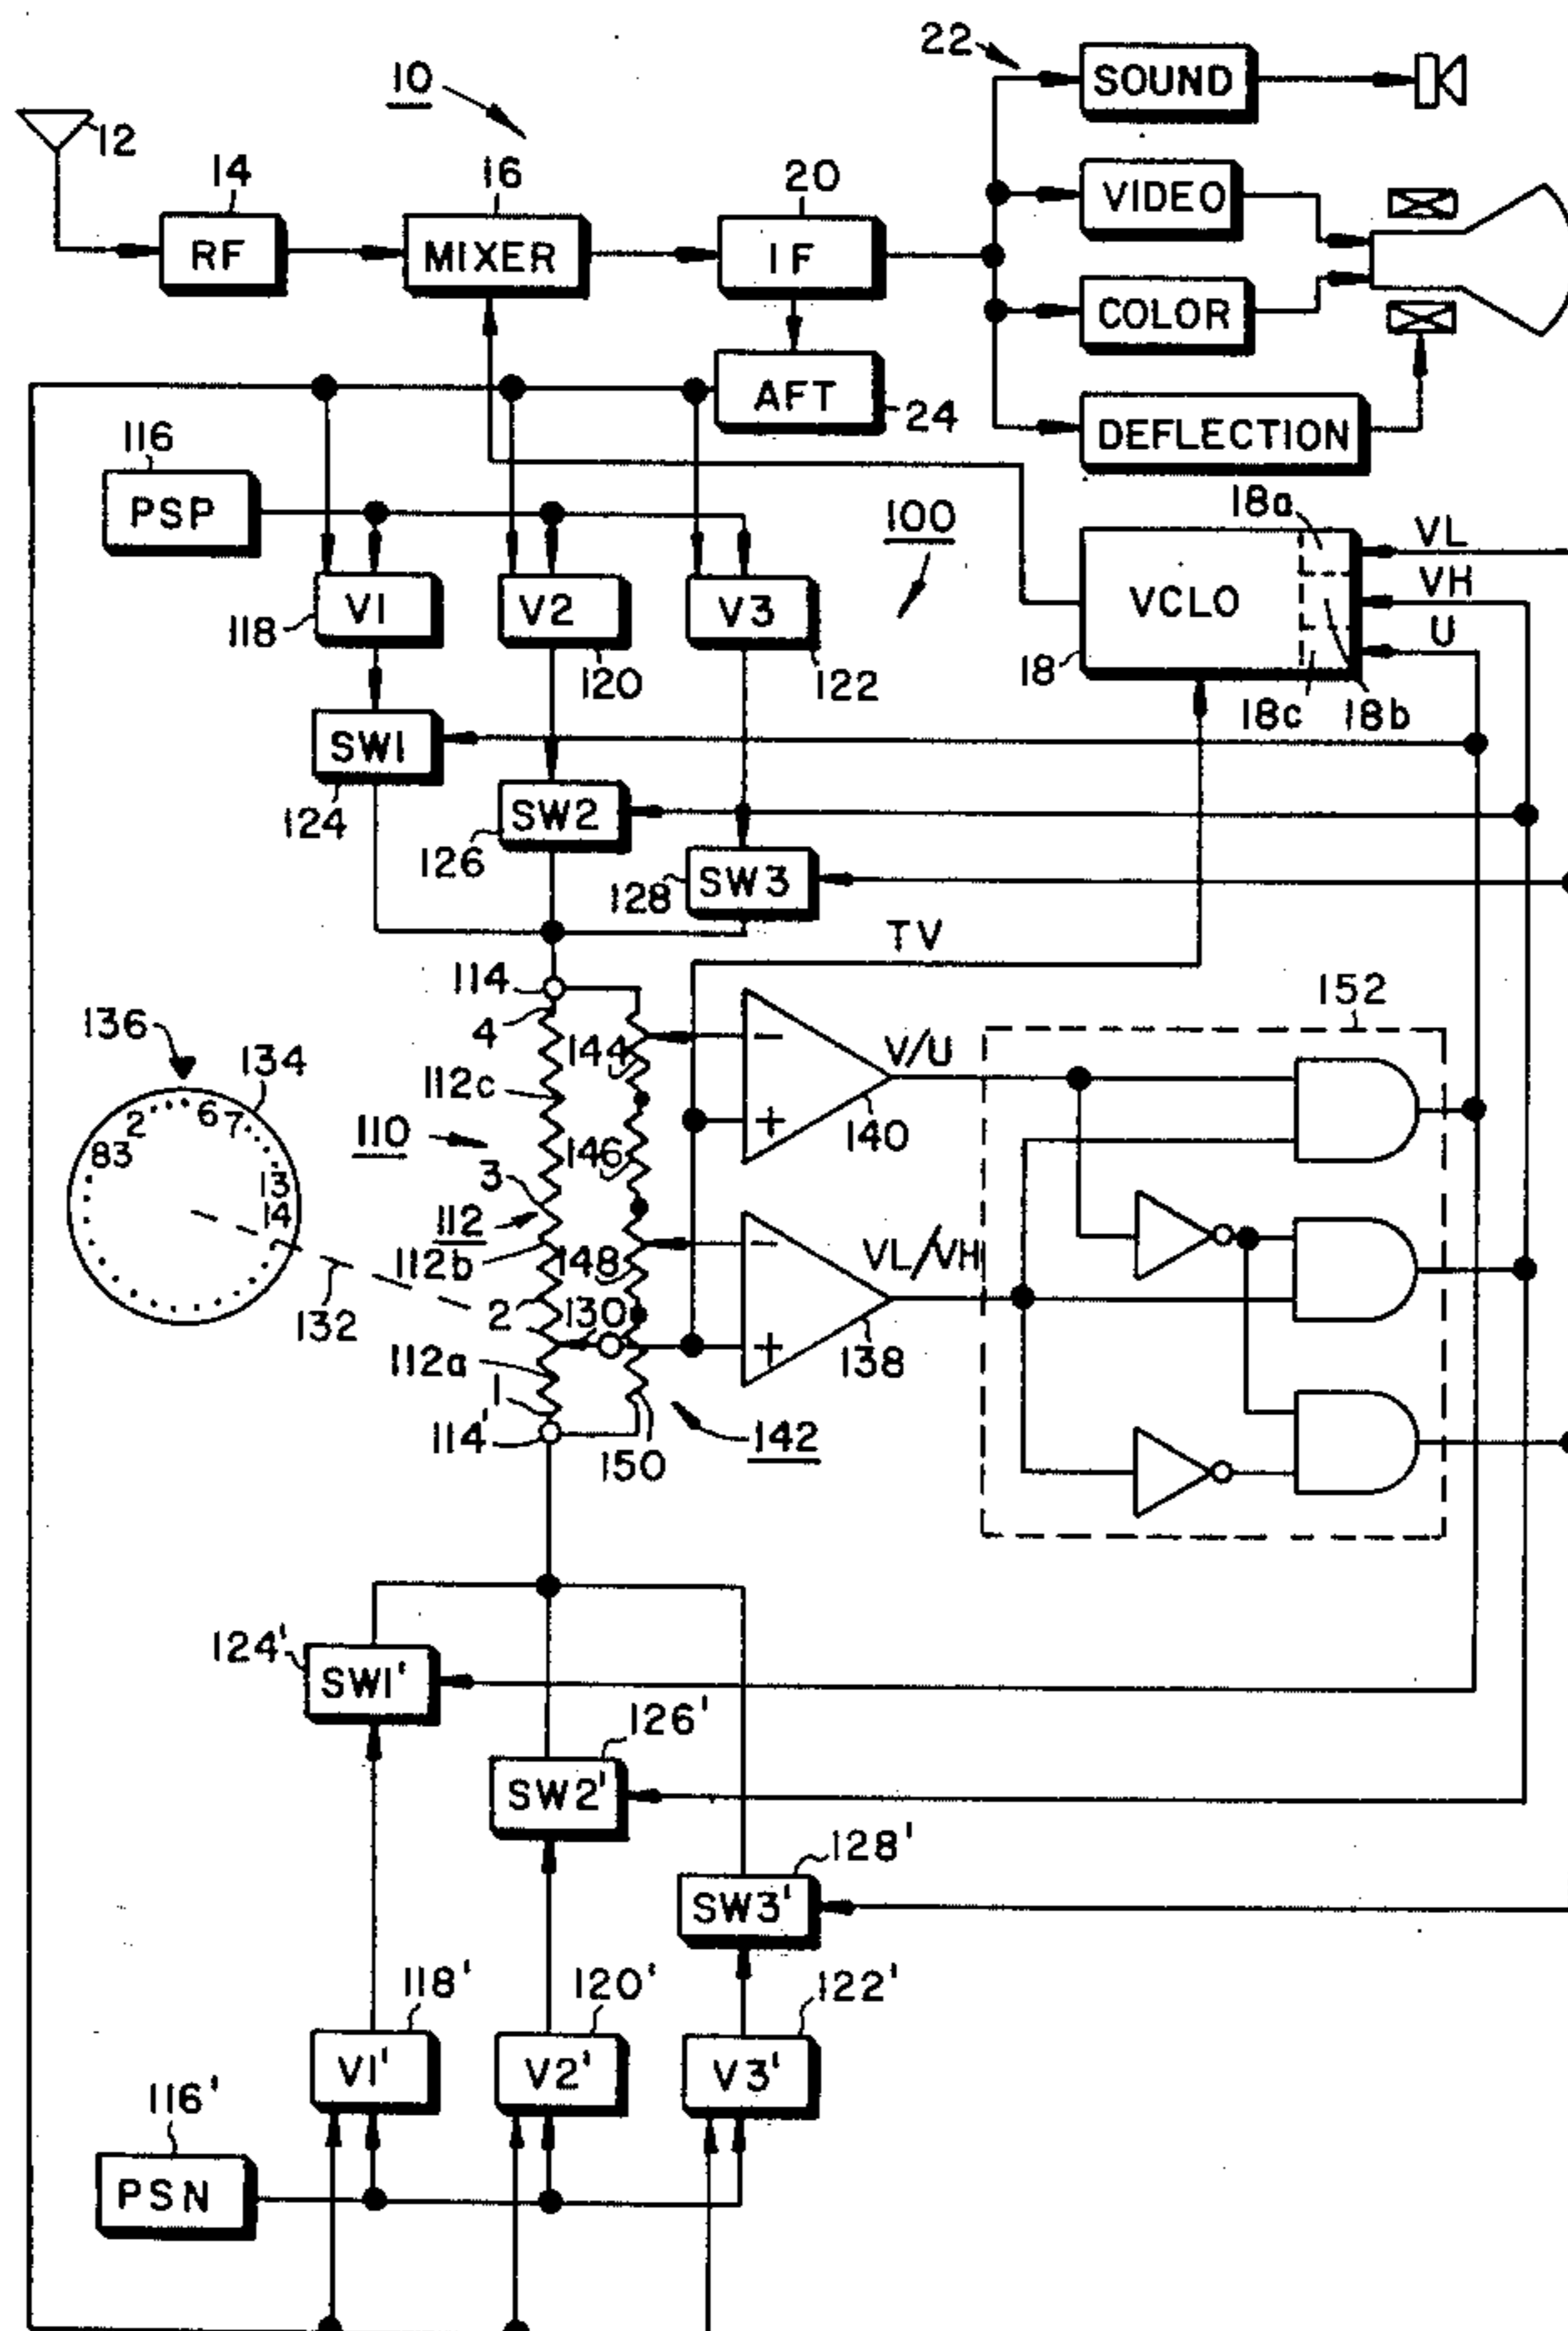 22
SOUND
10
12
14
16
20
VIDEO
RF
MIXER
IF
COLOR
AFT
24
DEFLECTION
116
PSP
100
18a
VL
VCLO
VH
U
V1
V2
V3
118
120
122
18
18c
18b
SW1
124
SW2
126
SW3
128
TV
114
4
152
136
134
144
V/U
112c
2
6
7
110
140
83
146
3
13
14
112
148
VL/VH
112b
2
130
132
112a
138
1
114'
150
142
124'
SW1'
126'
SW2'
128'
SW3'
118'
120'
122'
V1'
V2'
V3'
116'
PSN
− 
+
−
+